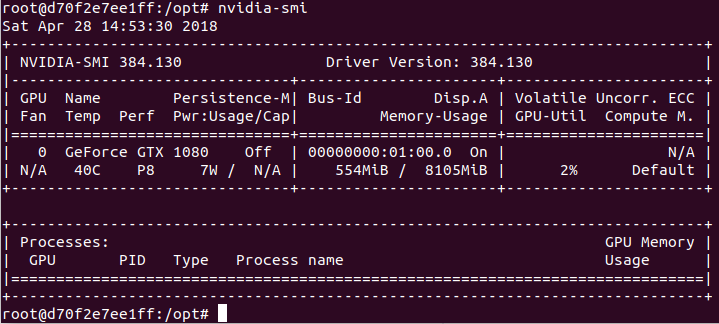 root@d70f2e7ee1ff:/opt# nvidia-smi
Sat Apr 28 14:53:30 2018
+-----------------------------------------------------------------------------+
| NVIDIA-SMI 384.130                Driver Version: 384.130                   |
|-------------------------------+----------------------+----------------------+
| GPU  Name        Persistence-M| Bus-Id        Disp.A | Volatile Uncorr. ECC |
| Fan  Temp  Perf  Pwr:Usage/Cap|         Memory-Usage | GPU-Util  Compute M. |
|===============================+======================+======================|
|   0  GeForce GTX 1080    Off  | 00000000:01:00.0  On |                  N/A |
| N/A   40C    P8     7W /  N/A |    554MiB /  8105MiB |      2%      Default |
+-------------------------------+----------------------+----------------------+
+-----------------------------------------------------------------------------+
| Processes:                                                       GPU Memory |
|  GPU       PID   Type   Process name                             Usage      |
|=============================================================================|
+-----------------------------------------------------------------------------+
root@d70f2e7ee1ff:/opt#